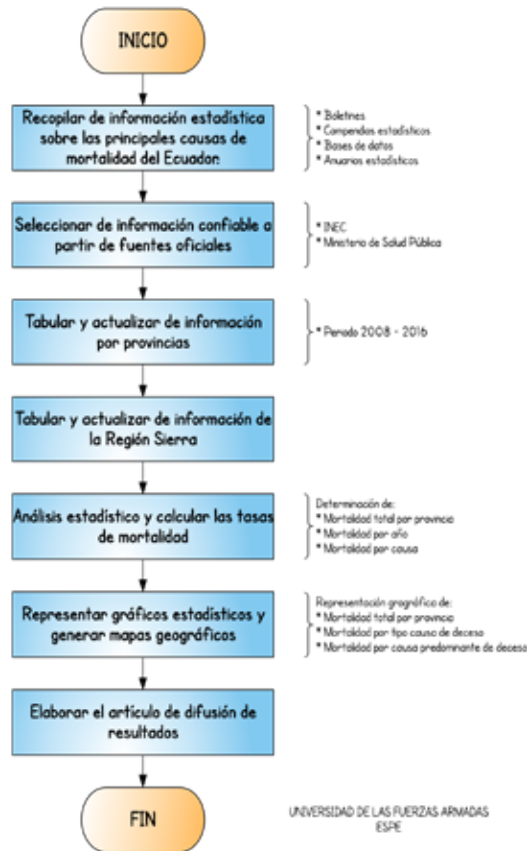 INICIO
Recopilar de información estadística
sobre las principales causas de
mortalidad del Ecuador.
* Boletines
* Compendios estadísticos
* Bases de datos
* Anuarios estadísticos
Seleccionar de información confiable a
partir de fuentes oficiales
* INEC
* Ministerio de Salud Pública
Tabular y actualizar de información
por provincias
* Periodo 2008 - 2016
Tabular y actualizar de información de
la Región Sierra
Análisis estadístico y calcular las tasas
de mortalidad
Determinación de:
* Mortalidad total por provincia
* Mortalidad por año
* Mortalidad por causa
Representar gráficos estadísticos y
generar mapas geográficos
Representación grográfica de:
* Mortalidad total por provincia
* Mortalidad por tipo causa de deceso
* Mortalidad por causa predominante de deceso
Elaborar el artículo de difusión de
resultados
FIN
UNIVERSIDAD DE LAS FUERZAS ARMADAS
ESPE